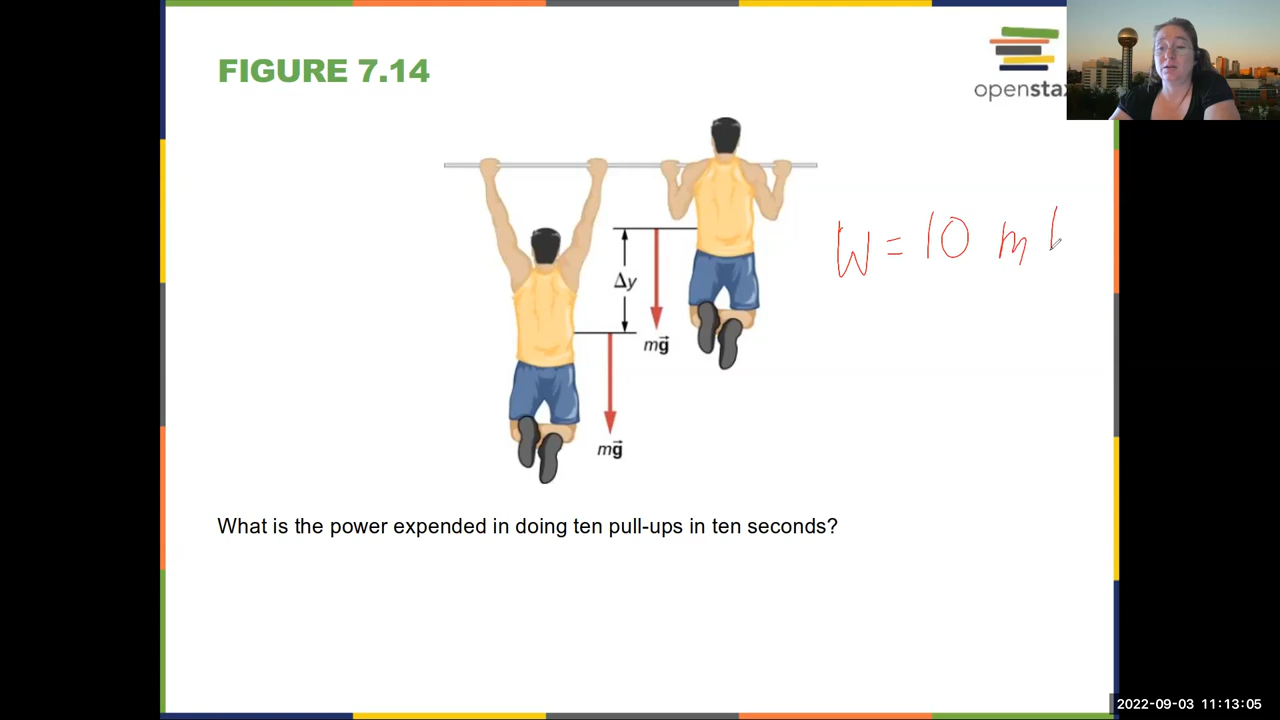 FIGURE 7.14
openstax
W = 10 m
Δy
mg⃗
mg⃗
What is the power expended in doing ten pull-ups in ten seconds?
2022-09-03 11:13:05